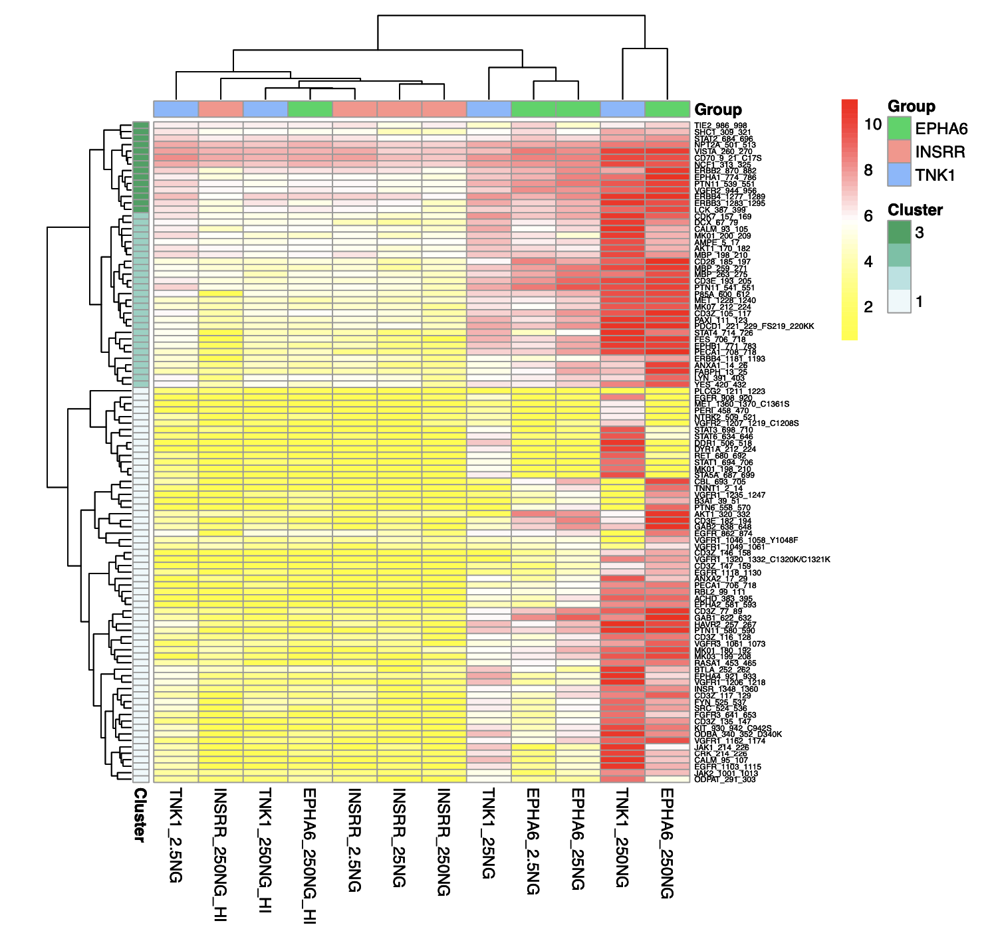 Group
TIE2_986_998
SHC1_309_321
STAT2_684_696
NPT2A_501_513
VISTA_260_270
CD70_9_21_C17S
NCF1_313_325
ERBB2_870_882
EPHA1_774_786
PTN11_539_551
VGFR2_944_956
ERBB4_1277_1289
ERBB3_1283_1295
LCK_387_399
CDK7_157_169
DCX_67_79
CALM_93_105
MK01_200_209
AMPE_5_17
AKT1_170_182
MBP_198_210
CD28_185_197
MBP_259_271
MBP_263_275
CD3E_193_205
PTN11_541_551
P85A_600_612
MET_1228_1240
MK07_212_224
CD3Z_105_117
PAXI_111_123
PDCD1_221_229_FS219_220KK
STAT4_714_726
FES_706_718
EPHB1_771_783
PECA1_708_718
ERBB4_1181_1193
ANXA1_14_26
FABPH_13_25
LYN_391_403
YES_420_432
PLCG2_1211_1223
EGFR_908_920
MET_1360_1370_C1361S
PERI_458_470
NTRK2_509_521
VGFR2_1207_1219_C1208S
STAT3_698_710
STAT6_634_646
DDR1_506_518
DYR1A_212_224
RET_680_692
STAT1_694_706
MK01_198_210
STA5A_687_699
CBL_693_705
TNNT1_2_14
VGFR1_1235_1247
B3AT_39_51
PTN6_558_570
AKT1_320_332
CD3E_182_194
GAB2_638_648
EGFR_862_874
VGFR1_1046_1058_Y1048F
VGFR1_1049_1061
CD3Z_146_158
VGFR1_1320_1332_C1320K/C1321K
CD3Z_147_159
EGFR_1118_1130
ANXA2_17_29
PECA1_706_718
RBL2_99_111
ACHD_383_395
EPHA2_581_593
CD3Z_77_89
GAB1_622_632
HAVR2_257_267
PTN11_580_590
CD3Z_116_128
VGFR3_1061_1073
MK01_180_192
MK03_199_208
RASA1_453_465
BTLA_252_262
EPHA4_921_933
VGFR1_1206_1218
INSR_1348_1360
CD3Z_117_129
FYN_525_537
SRC_524_536
FGFR3_641_653
CD3Z_135_147
KIT_930_942_C942S
ODBA_340_352_D340K
VGFR1_1162_1174
JAK1_214_226
CRK_214_226
CALM_95_107
EGFR_1103_1115
JAK2_1001_1013
ODPAT_291_303
Cluster
TNK1_2.5NG
INSRR_250NG_HI
TNK1_250NG_HI
EPHA6_250NG_HI
INSRR_2.5NG
INSRR_25NG
INSRR_250NG
TNK1_25NG
EPHA6_2.5NG
EPHA6_25NG
TNK1_250NG
EPHA6_250NG
10
8
6
4
2
Group
EPHA6
INSRR
TNK1
Cluster
3
1